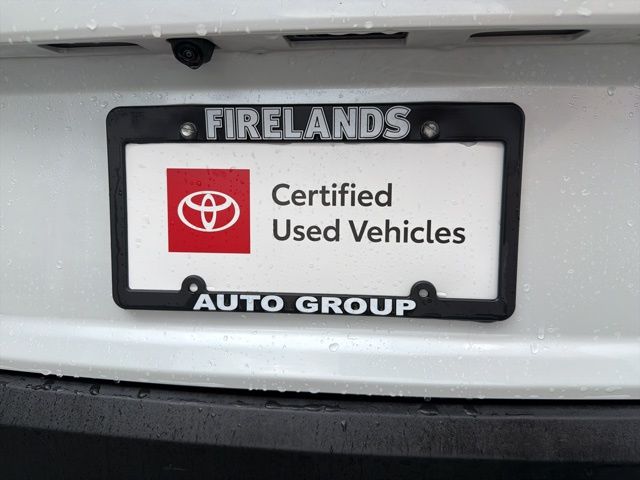 FIRELANDS
Certified
Used Vehicles
AUTO GROUP